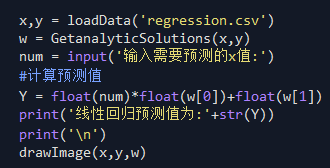 x,y = loadData('regression.csv')
w = GetanalyticSolutions(x,y)
num = input('输入需要预测的x值:')
#计算预测值
Y = float(num)*float(w[0])+float(w[1])
print('线性回归预测值为:'+str(Y))
print('\n')
drawImage(x,y,w)